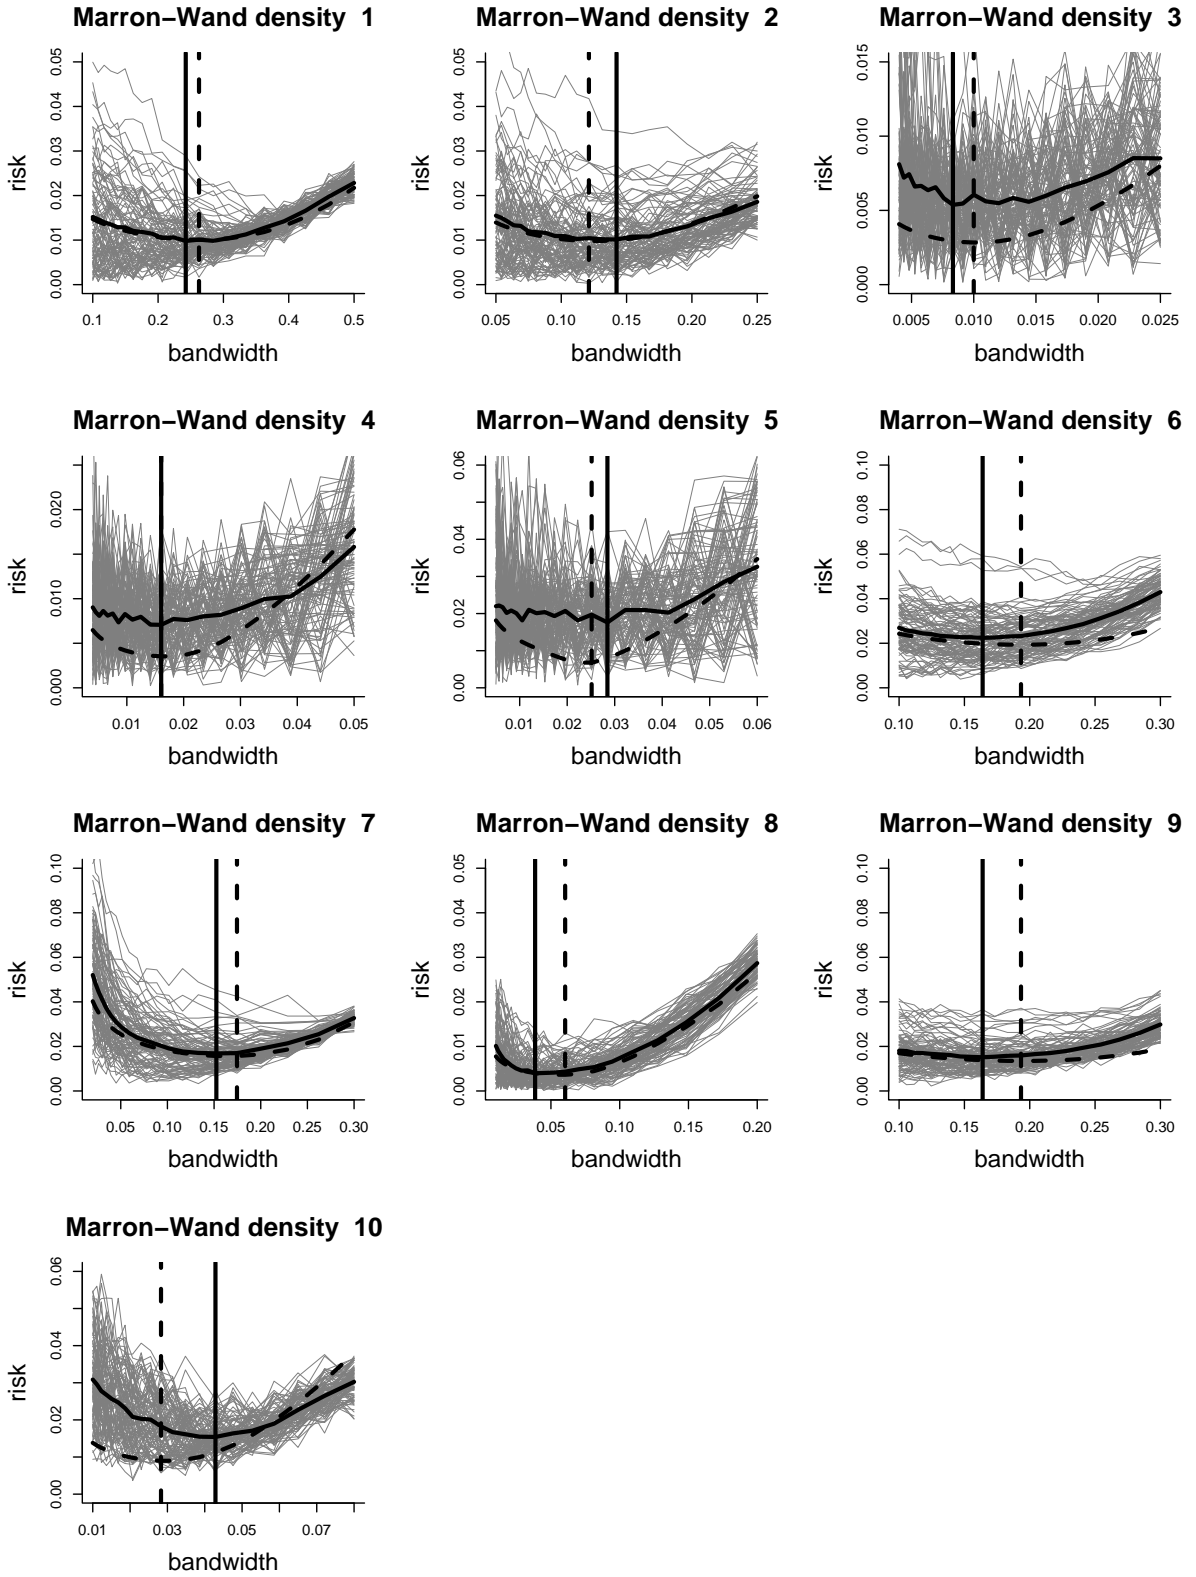 Marron−Wand density 1
risk
0.00 0.01 0.02 0.03 0.04 0.05
0.1 0.2 0.3 0.4 0.5
bandwidth
Marron−Wand density 2
risk
0.00 0.01 0.02 0.03 0.04 0.05
0.05 0.10 0.15 0.20 0.25
bandwidth
Marron−Wand density 3
risk
0.000 0.005 0.010 0.015
0.005 0.010 0.015 0.020 0.025
bandwidth
Marron−Wand density 4
risk
0.000 0.010 0.020
0.01 0.02 0.03 0.04 0.05
bandwidth
Marron−Wand density 5
risk
0.00 0.02 0.04 0.06
0.01 0.02 0.03 0.04 0.05 0.06
bandwidth
Marron−Wand density 6
risk
0.00 0.02 0.04 0.06 0.08 0.10
0.10 0.15 0.20 0.25 0.30
bandwidth
Marron−Wand density 7
risk
0.00 0.02 0.04 0.06 0.08 0.10
0.05 0.10 0.15 0.20 0.25 0.30
bandwidth
Marron−Wand density 8
risk
0.00 0.01 0.02 0.03 0.04 0.05
0.05 0.10 0.15 0.20
bandwidth
Marron−Wand density 9
risk
0.00 0.02 0.04 0.06 0.08 0.10
0.10 0.15 0.20 0.25 0.30
bandwidth
Marron−Wand density 10
risk
0.00 0.02 0.04 0.06
0.01 0.03 0.05 0.07
bandwidth